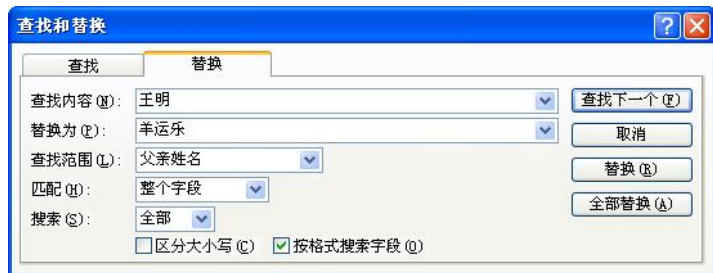 查找和替换
查找 替换
查找内容(N): 王明 查找下一个(F)
替换为(P): 羊运乐 取消
查找范围(L): 父亲姓名 替换(R)
匹配(H): 整个字段 全部替换(A)
搜索(S): 全部
区分大小写(C) 按格式搜索字段(O)